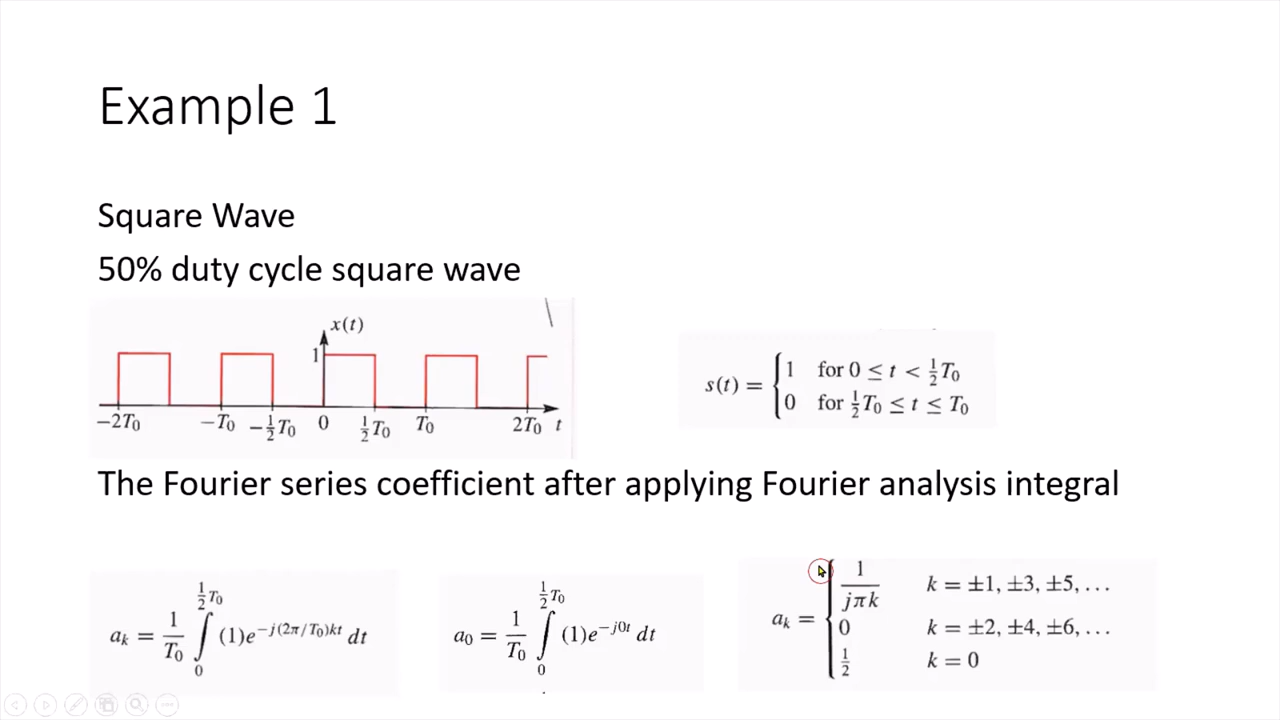 Example 1
Square Wave
50% duty cycle square wave
x(t)
1
−2T₀ −T₀ −½T₀ 0 ½T₀ T₀ 2T₀ t
s(t) = { 1 for 0 ≤ t < ½T₀
0 for ½T₀ ≤ t ≤ T₀
The Fourier series coefficient after applying Fourier analysis integral
aₖ = 1/T₀ ∫₀^{½T₀} (1)e^{−j(2π/T₀)kt} dt
a₀ = 1/T₀ ∫₀^{½T₀} (1)e^{−j0t} dt
aₖ = { 1/(jπk) k = ±1, ±3, ±5, . . .
0 k = ±2, ±4, ±6, . . .
½ k = 0